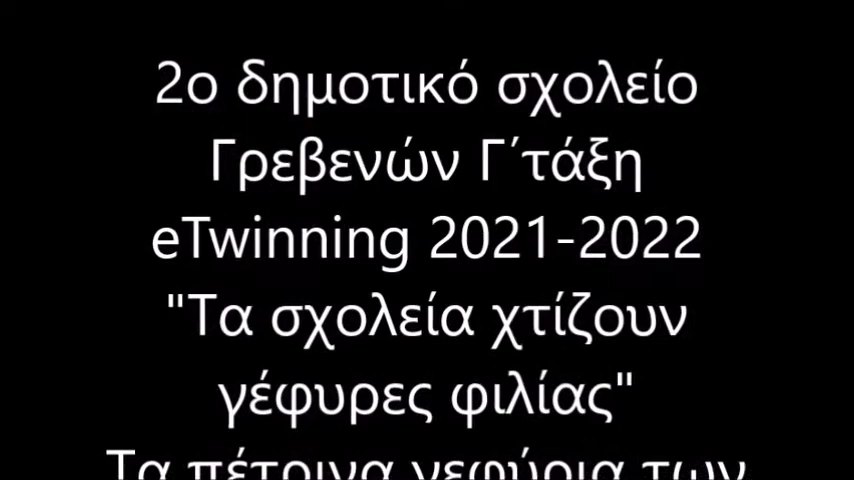 2ο δημοτικό σχολείο
Γρεβενών Γ΄τάξη
eTwinning 2021-2022
"Τα σχολεία χτίζουν
γέφυρες φιλίας"
Τα πέτρινα γεφύρια των